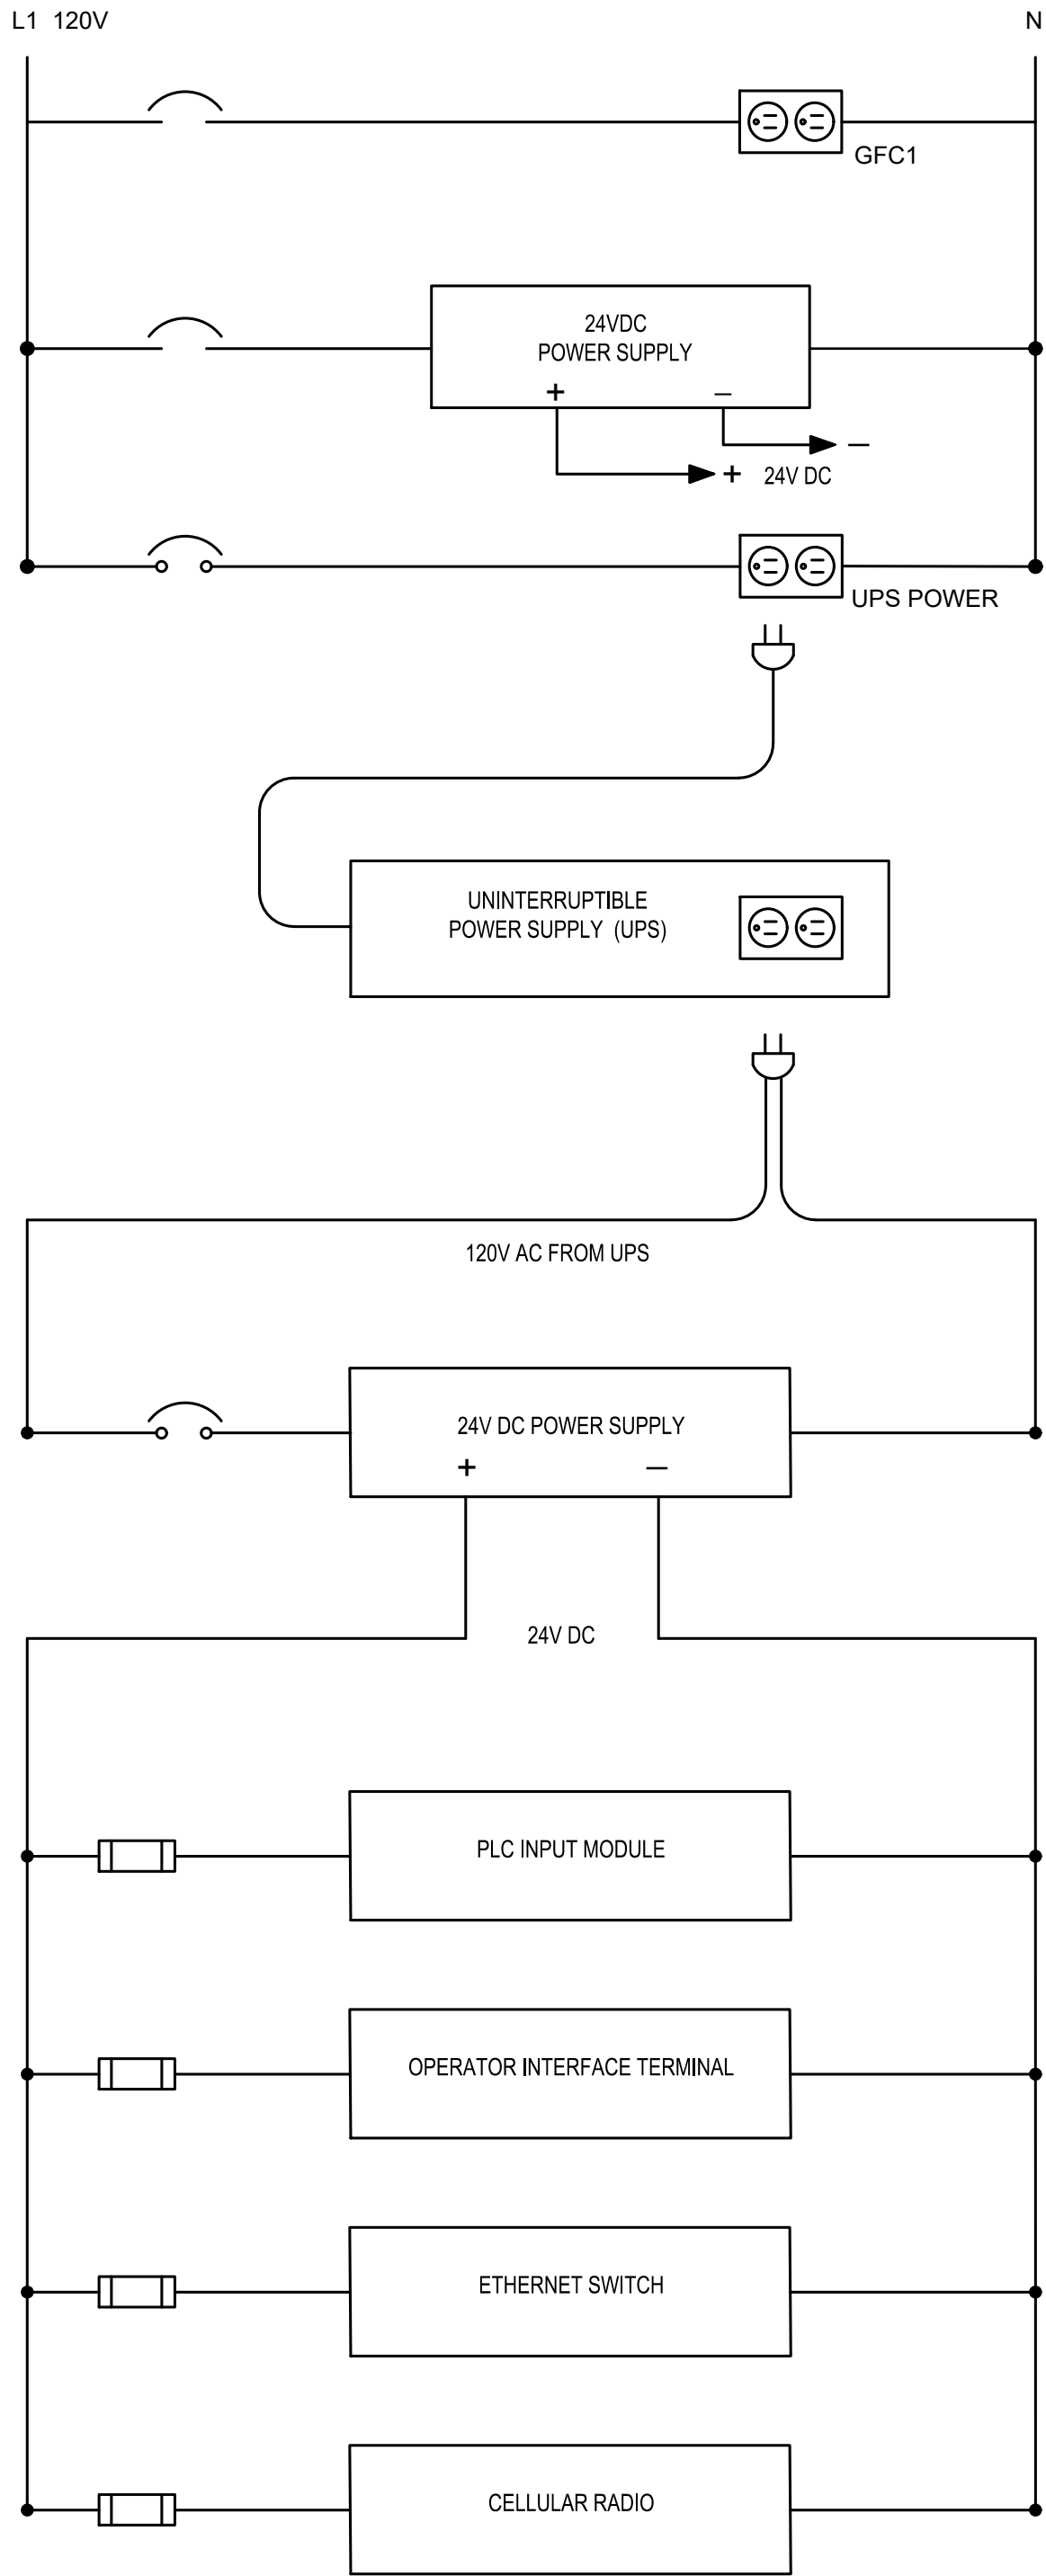 L1 120V
N
GFC1
24VDC
POWER SUPPLY
+ –
–
+ 24V DC
UPS POWER
UNINTERRUPTIBLE
POWER SUPPLY (UPS)
120V AC FROM UPS
24V DC POWER SUPPLY
+ –
24V DC
PLC INPUT MODULE
OPERATOR INTERFACE TERMINAL
ETHERNET SWITCH
CELLULAR RADIO